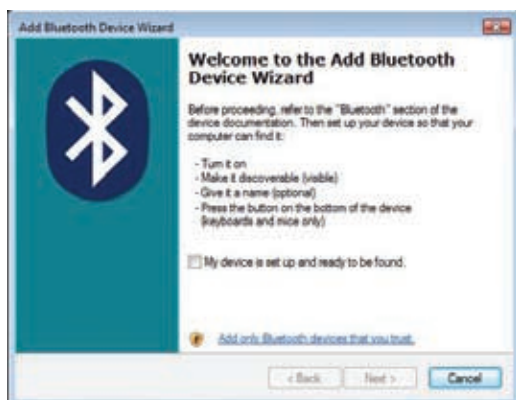 Add Bluetooth Device Wizard
Welcome to the Add Bluetooth
Device Wizard
Before proceeding, refer to the "Bluetooth" section of the
device documentation. Then set up your device so that your
computer can find it:
- Turn it on
- Make it discoverable (visible)
- Give it a name (optional)
- Press the button on the bottom of the device
(keyboards and mice only)
My device is set up and ready to be found.
Add only Bluetooth devices that you trust.
< Back Next > Cancel